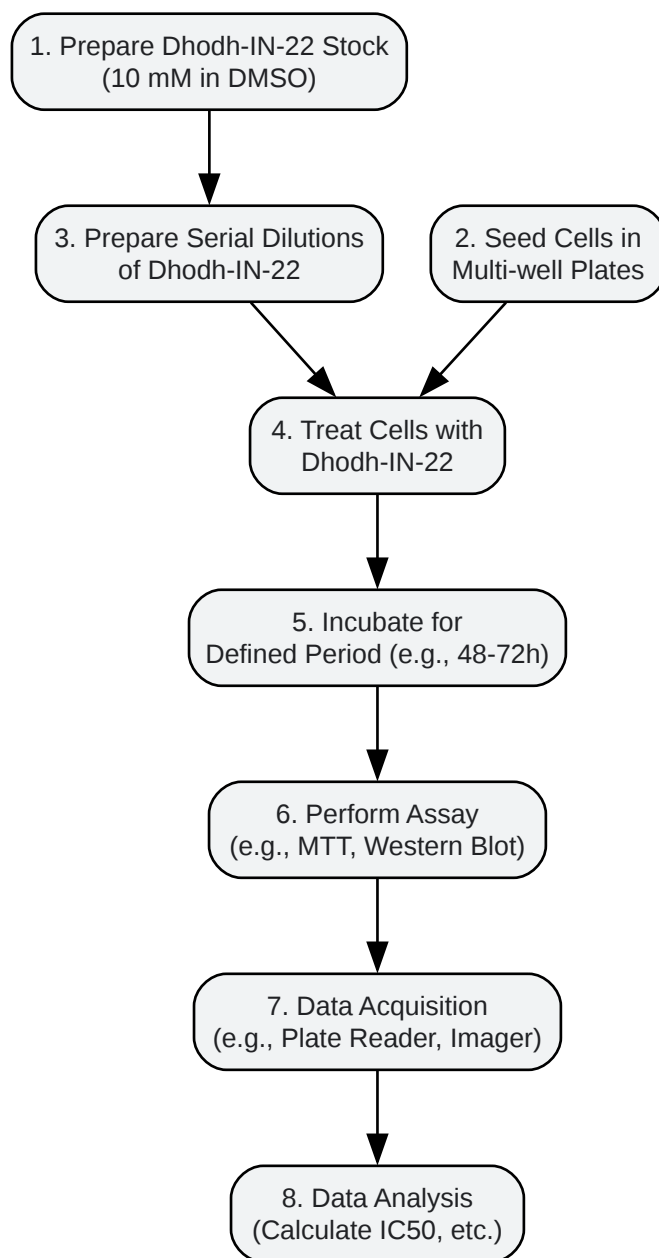 1. Prepare Dhodh-IN-22 Stock
(10 mM in DMSO)
3. Prepare Serial Dilutions
of Dhodh-IN-22
2. Seed Cells in
Multi-well Plates
4. Treat Cells with
Dhodh-IN-22
5. Incubate for
Defined Period (e.g., 48-72h)
6. Perform Assay
(e.g., MTT, Western Blot)
7. Data Acquisition
(e.g., Plate Reader, Imager)
8. Data Analysis
(Calculate IC50, etc.)